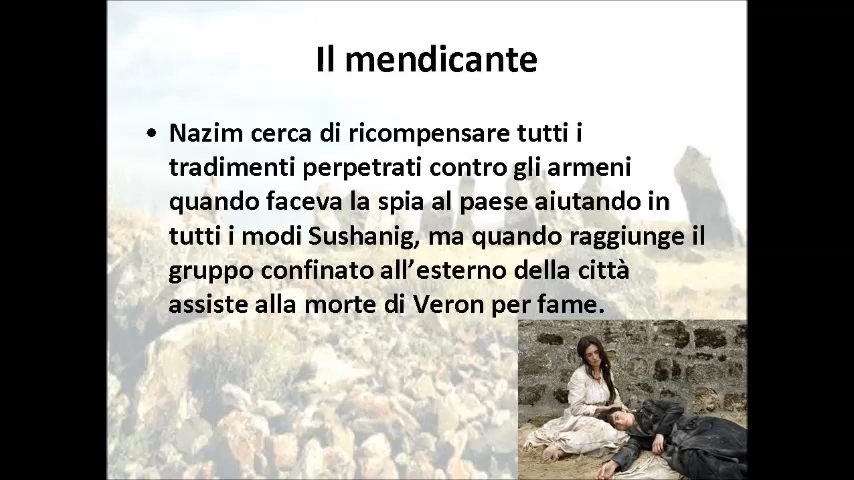 Il mendicante
• Nazim cerca di ricompensare tutti i
tradimenti perpetrati contro gli armeni
quando faceva la spia al paese aiutando in
tutti i modi Sushanig, ma quando raggiunge il
gruppo confinato all’esterno della città
assiste alla morte di Veron per fame.